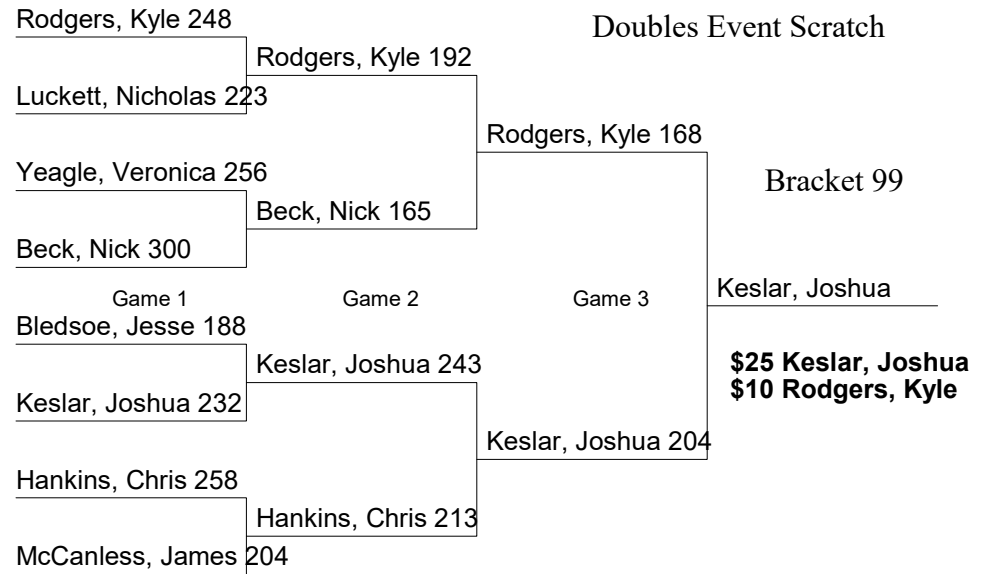 Rodgers, Kyle 248
Doubles Event Scratch
Rodgers, Kyle 192
Luckett, Nicholas 223
Rodgers, Kyle 168
Yeagle, Veronica 256
Bracket 99
Beck, Nick 165
Beck, Nick 300
Game 1
Game 2
Game 3
Keslar, Joshua
Bledsoe, Jesse 188
Keslar, Joshua 243
$25 Keslar, Joshua
$10 Rodgers, Kyle
Keslar, Joshua 232
Keslar, Joshua 204
Hankins, Chris 258
Hankins, Chris 213
McCanless, James 204